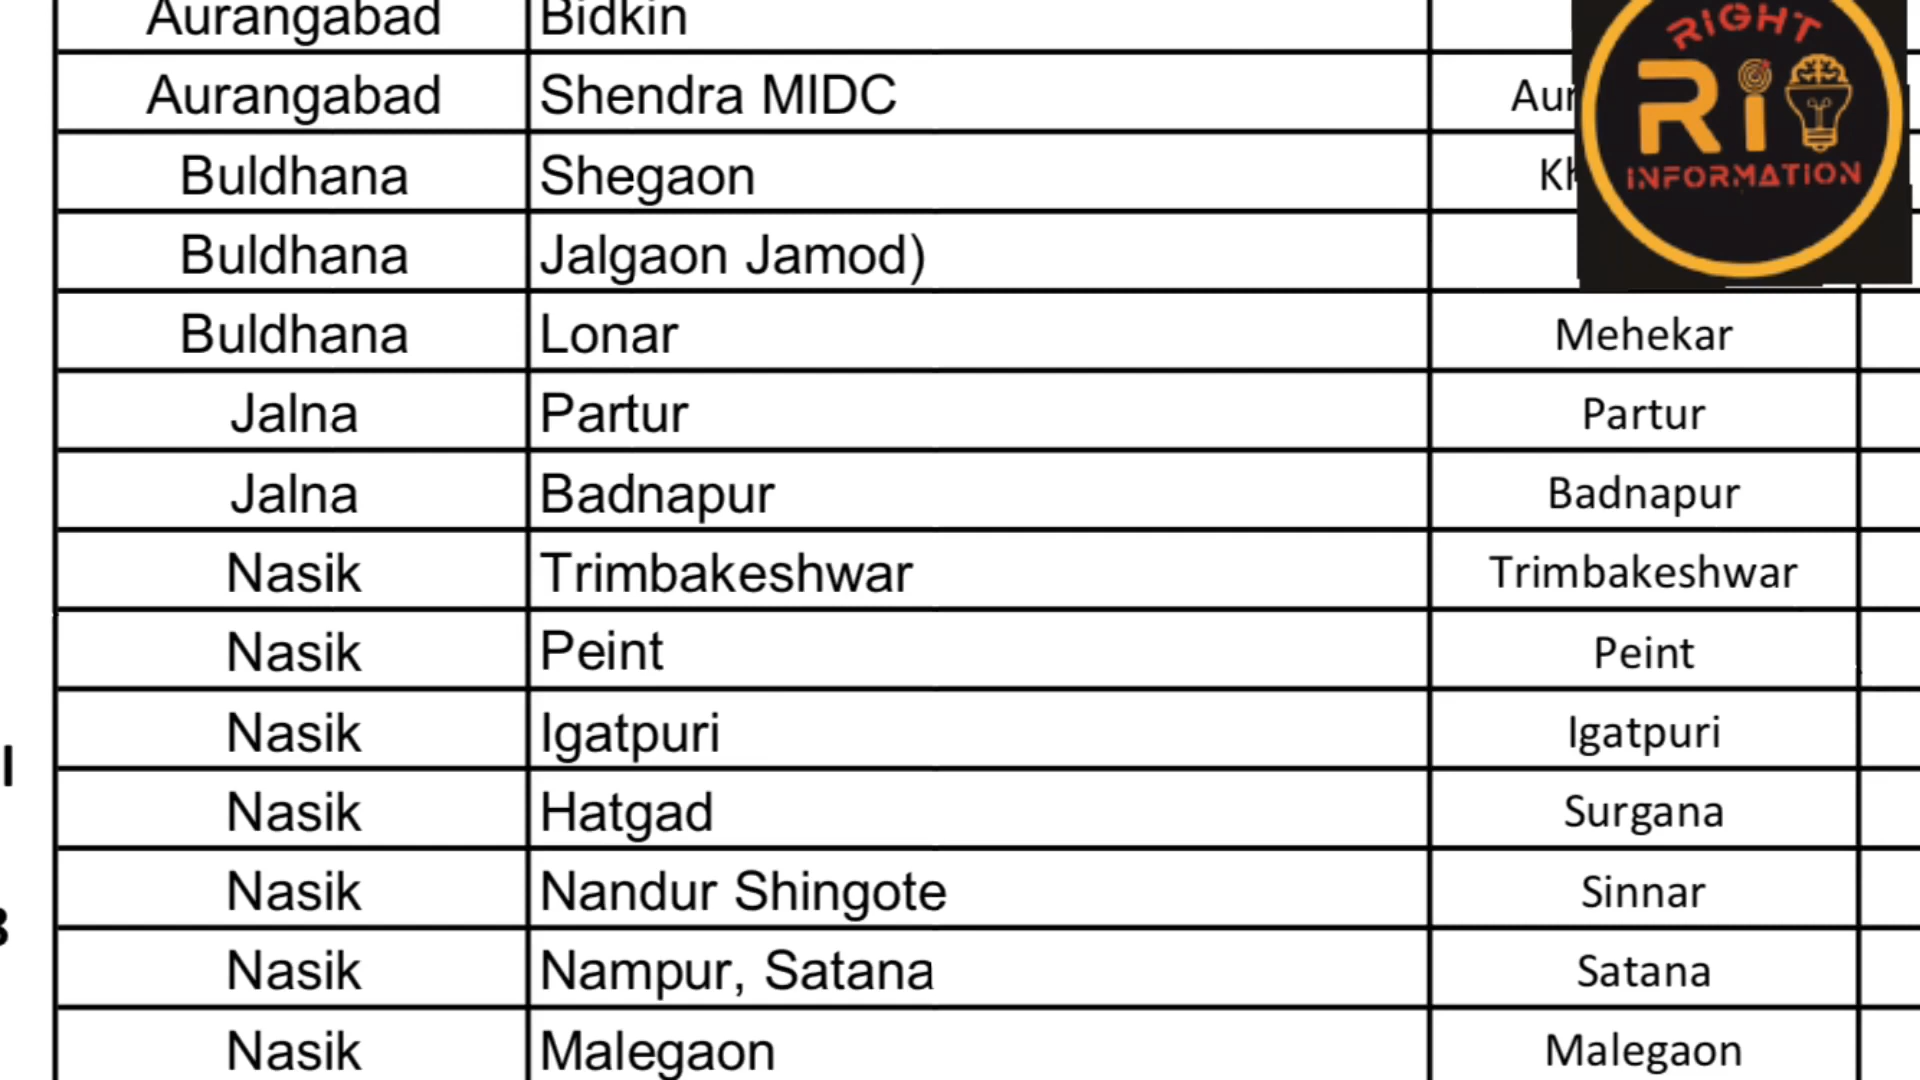 Aurangabad Bidkin
Aurangabad Shendra MIDC
Buldhana Shegaon
Buldhana Jalgaon Jamod)
Buldhana Lonar Mehekar
Jalna Partur Partur
Jalna Badnapur Badnapur
Nasik Trimbakeshwar Trimbakeshwar
Nasik Peint Peint
Nasik Igatpuri Igatpuri
Nasik Hatgad Surgana
Nasik Nandur Shingote Sinnar
Nasik Nampur, Satana Satana
Nasik Malegaon Malegaon
RIGHT
Ri
INFORMATION